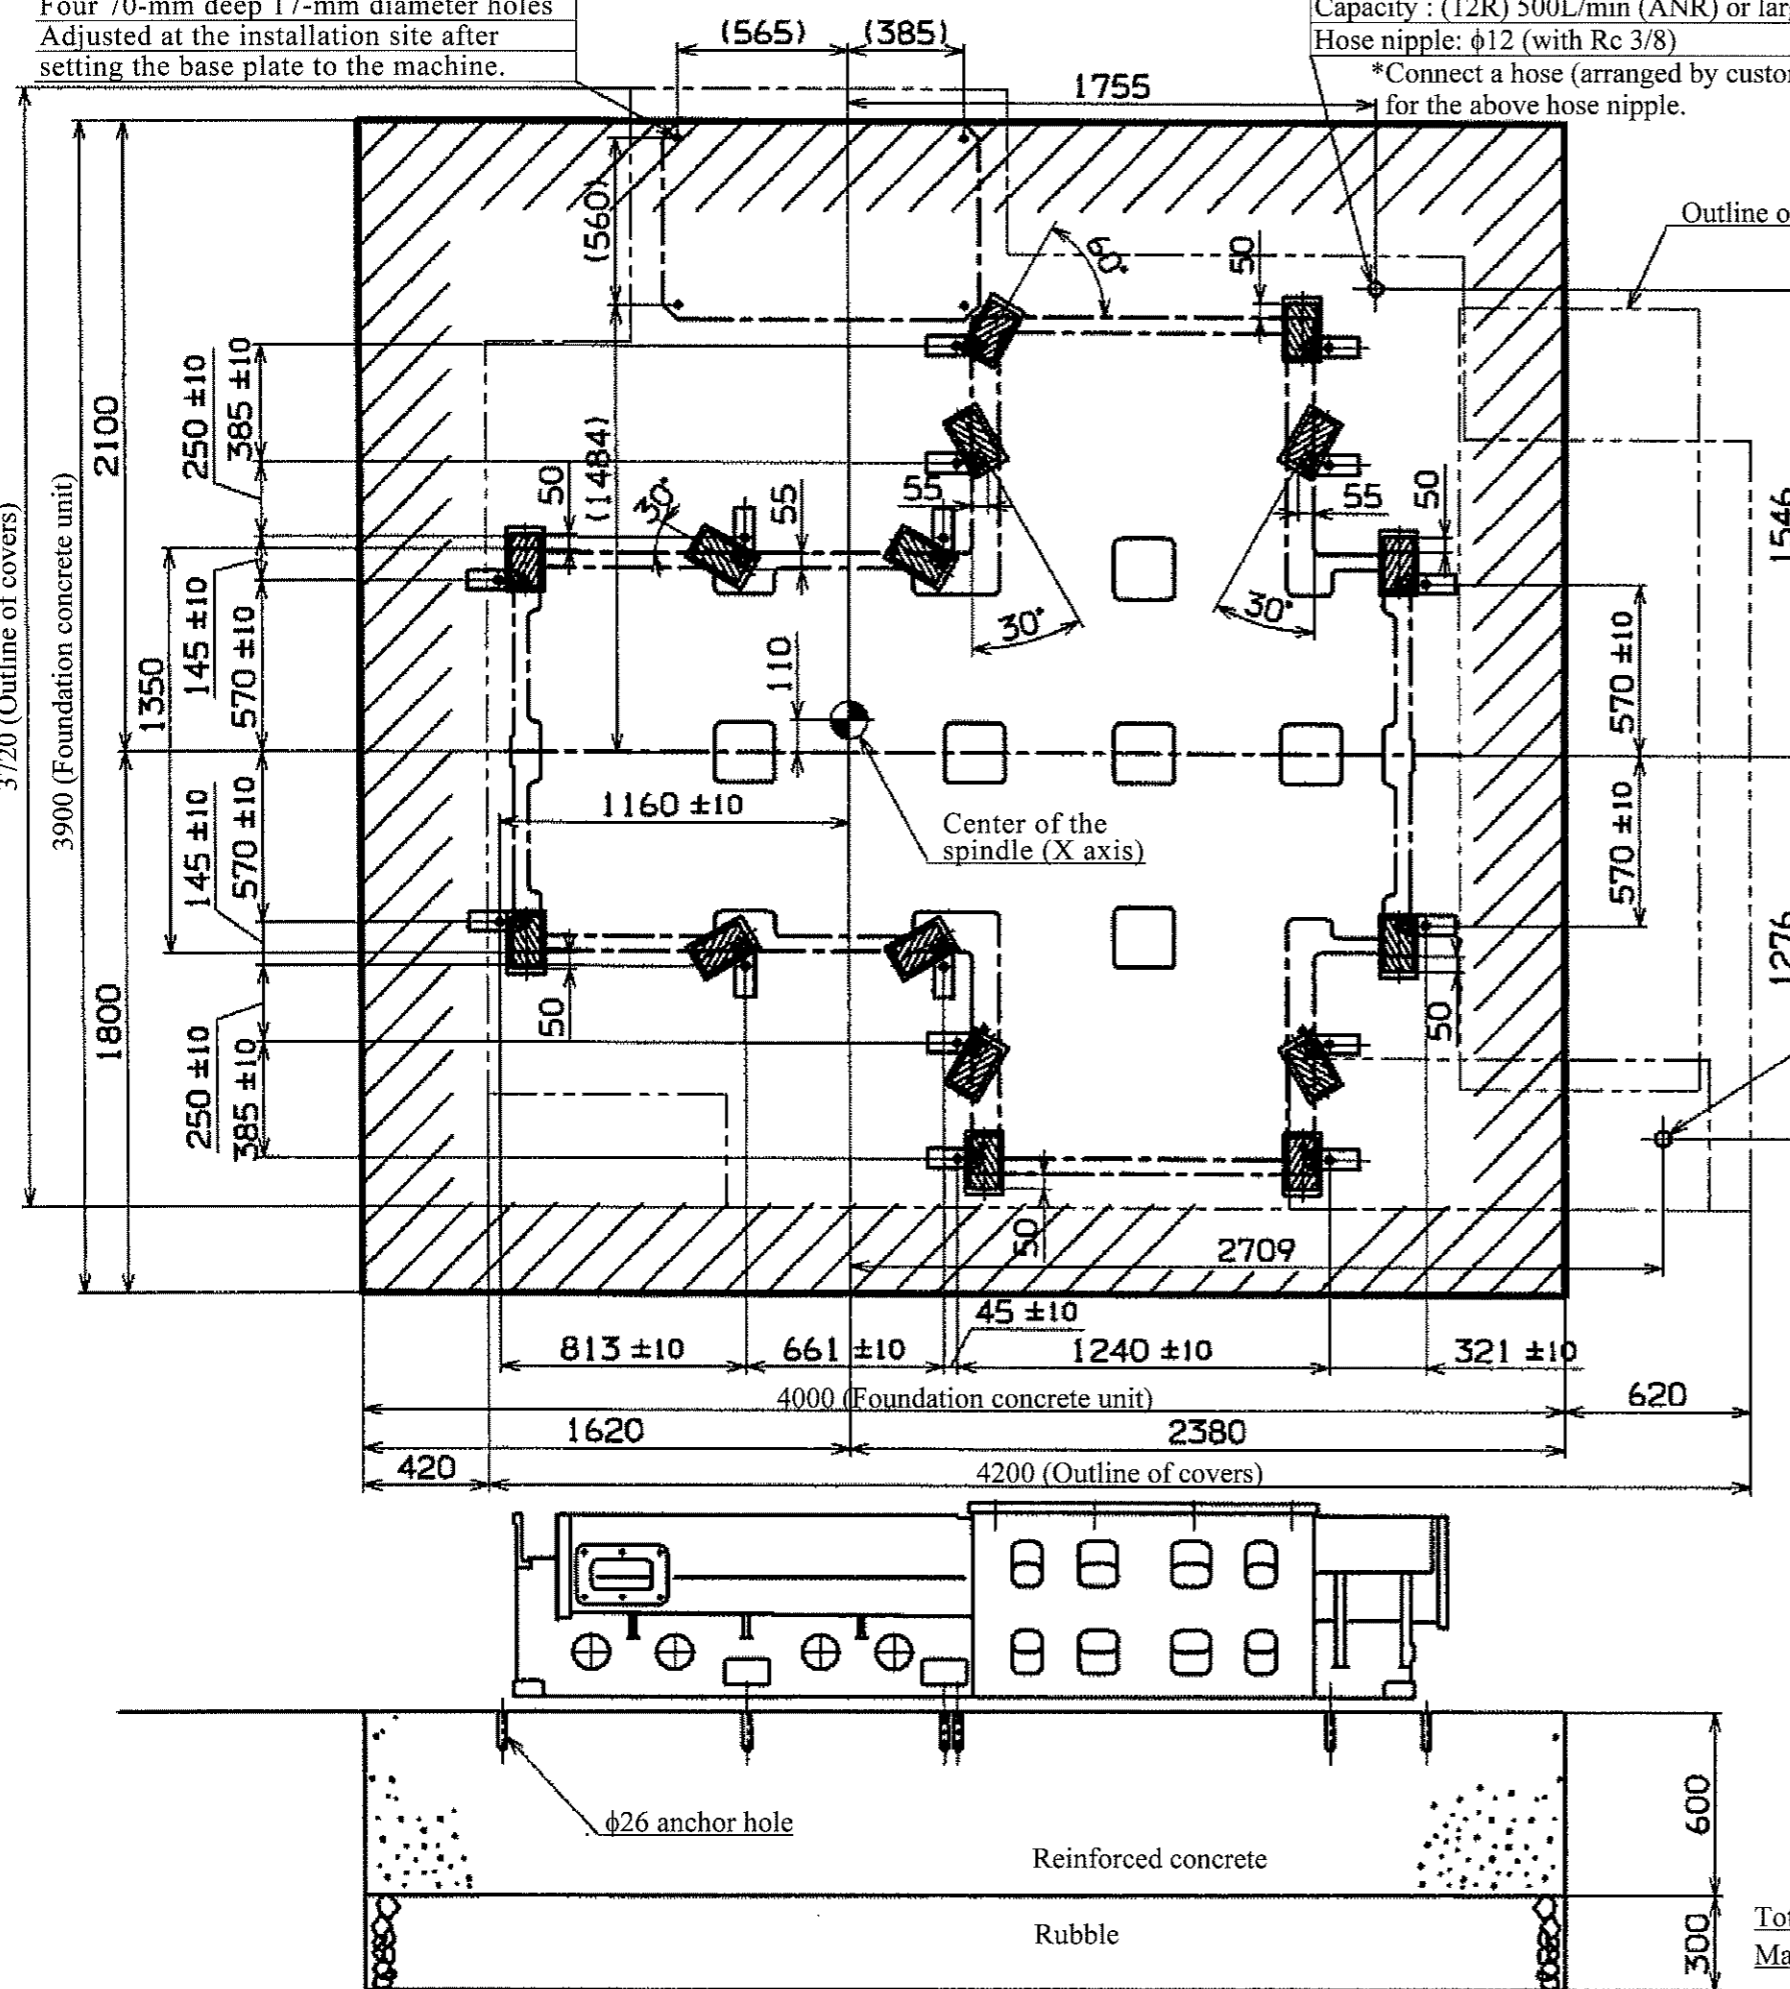 Four 70-mm deep 17-mm diameter holes
Adjusted at the installation site after
setting the base plate to the machine.
Capacity : (12R) 500L/min (ANR) or
Hose nipple: ϕ12 (with Rc 3/8)
*Connect a hose (arranged by
for the above hose nipple.
(565)
(385)
1755
Outline
(560)
60°
50
250 ±10
385 ±10
2100
(1484)
50
30°
55
55
55
50
1546
3720 (Outline of covers)
3900 (Foundation concrete unit)
145 ±10
570 ±10
1350
30°
30°
110
570 ±10
1160 ±10
Center of the
spindle (X axis)
145 ±10
570 ±10
570 ±10
1276
1800
50
50
250 ±10
385 ±10
50
2709
45 ±10
813 ±10
661 ±10
1240 ±10
321 ±10
4000 (Foundation concrete unit)
620
1620
2380
420
4200 (Outline of covers)
ϕ26 anchor hole
Reinforced concrete
600
Rubble
300